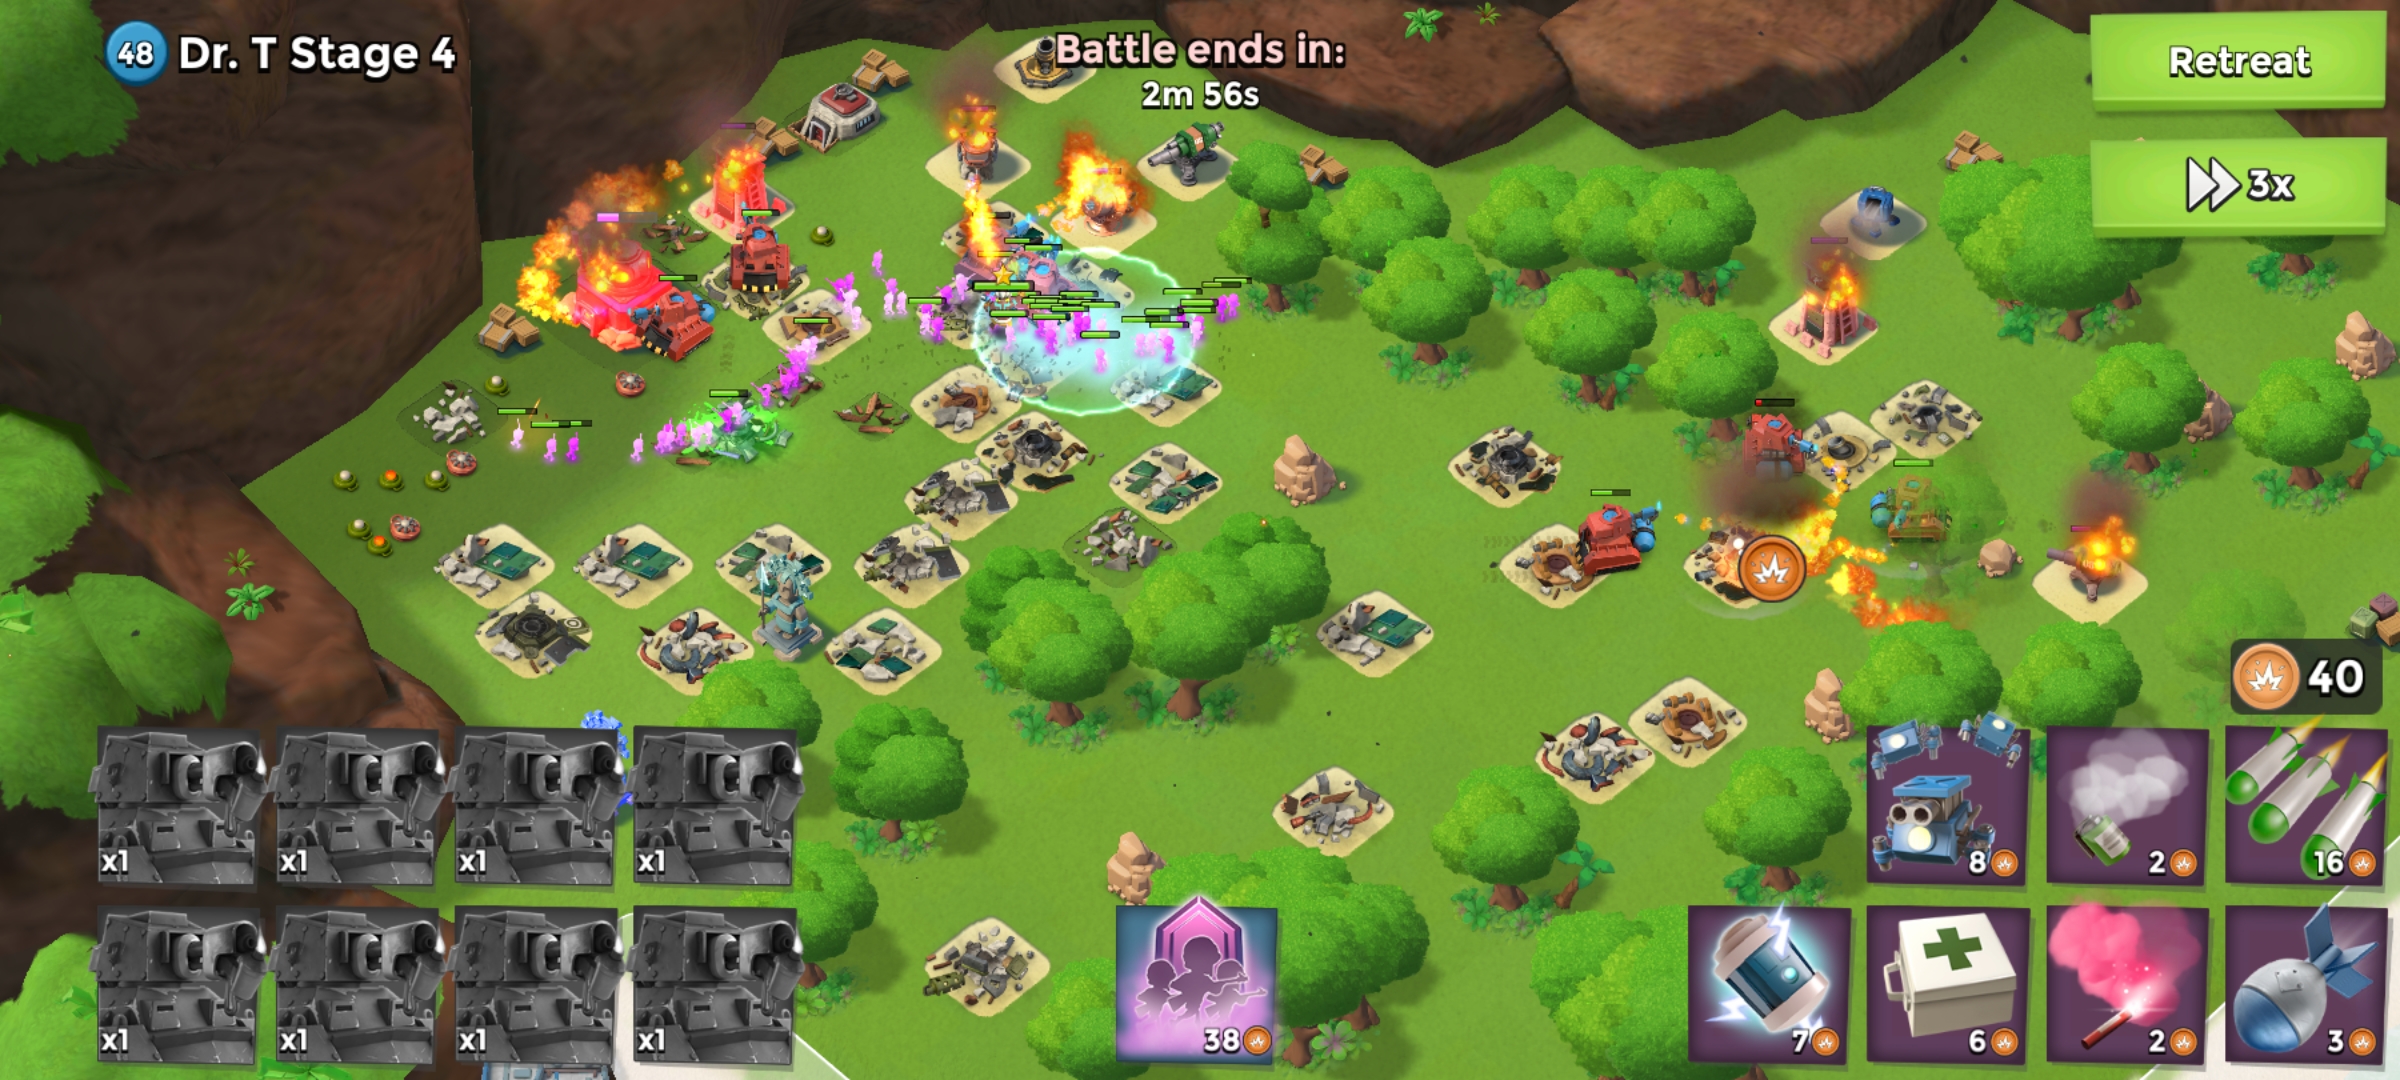 48 Dr. T Stage 4
Battle ends in:
2m 56s
Retreat
3x
40
x1 x1 x1 x1
8 2 16
x1 x1 x1 x1
38
7 6 2 3